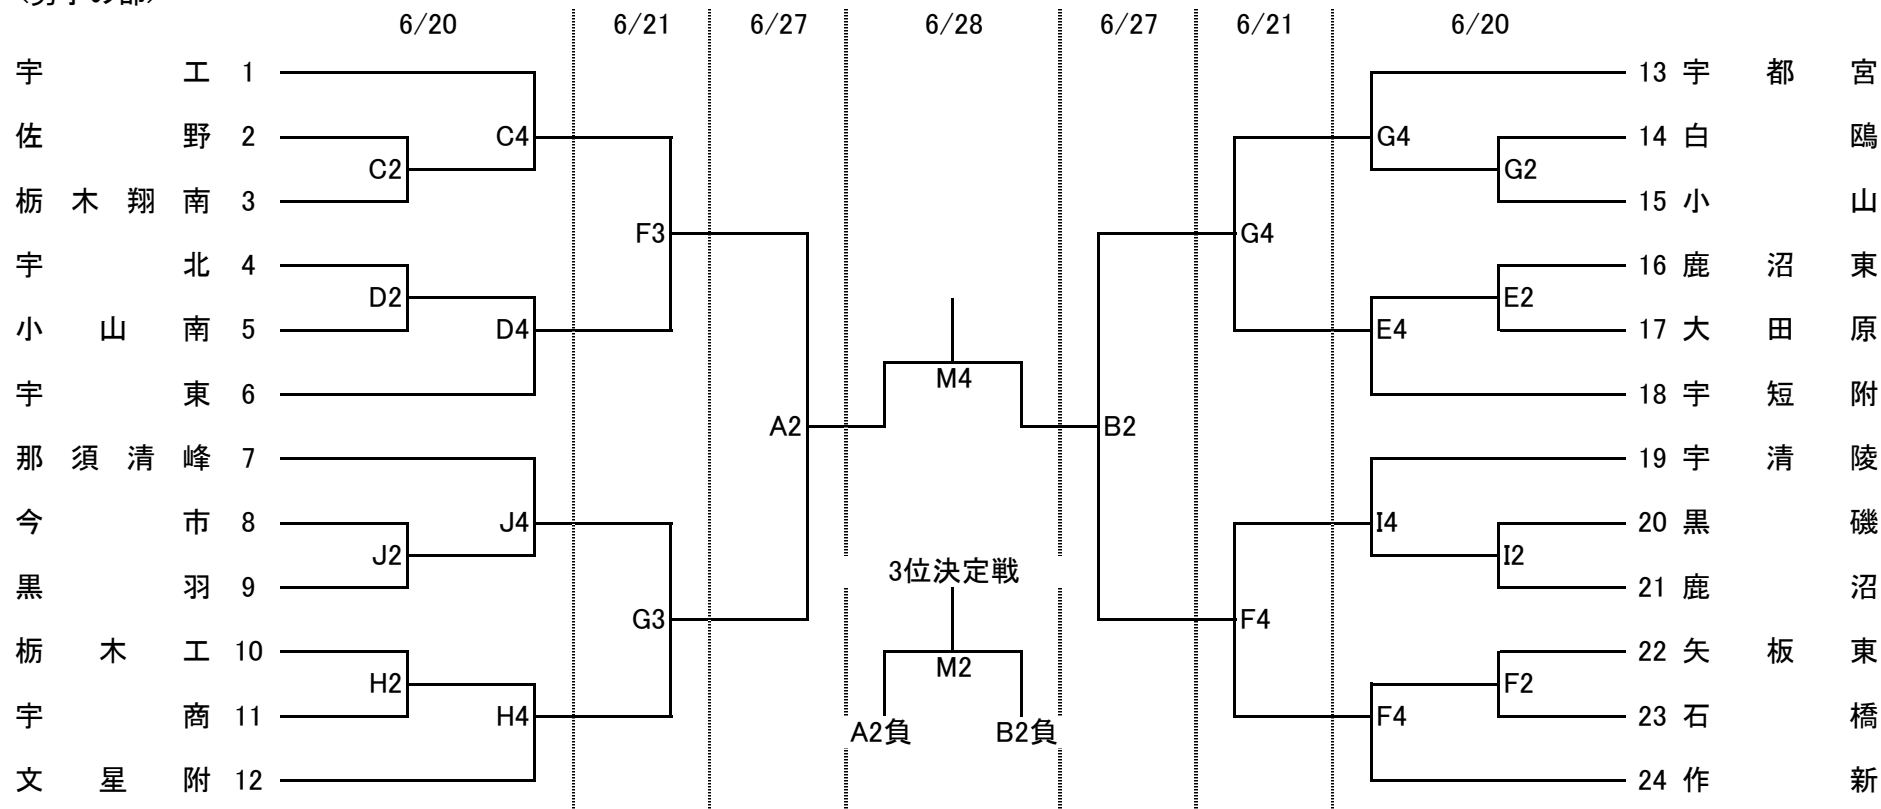 (男子の部)
6/20 6/21 6/27 6/28 6/27 6/21 6/20
宇工 1
13 宇都宮
佐野 2
C4
G4
14 白鴎
C2
G2
栃木翔南 3
15 小山
F3
G4
宇北 4
16 鹿沼東
D2
E2
小山南 5
D4
E4
17 大田原
M4
宇東 6
18 宇短附
A2
B2
那須清峰 7
19 宇清陵
今市 8
J4
I4
20 黒磯
J2
I2
3位決定戦
黒羽 9
21 鹿沼
G3
F4
栃木工 10
22 矢板東
M2
H2
F2
宇商 11
H4
F4
23 石橋
A2負 B2負
文星附 12
24 作新